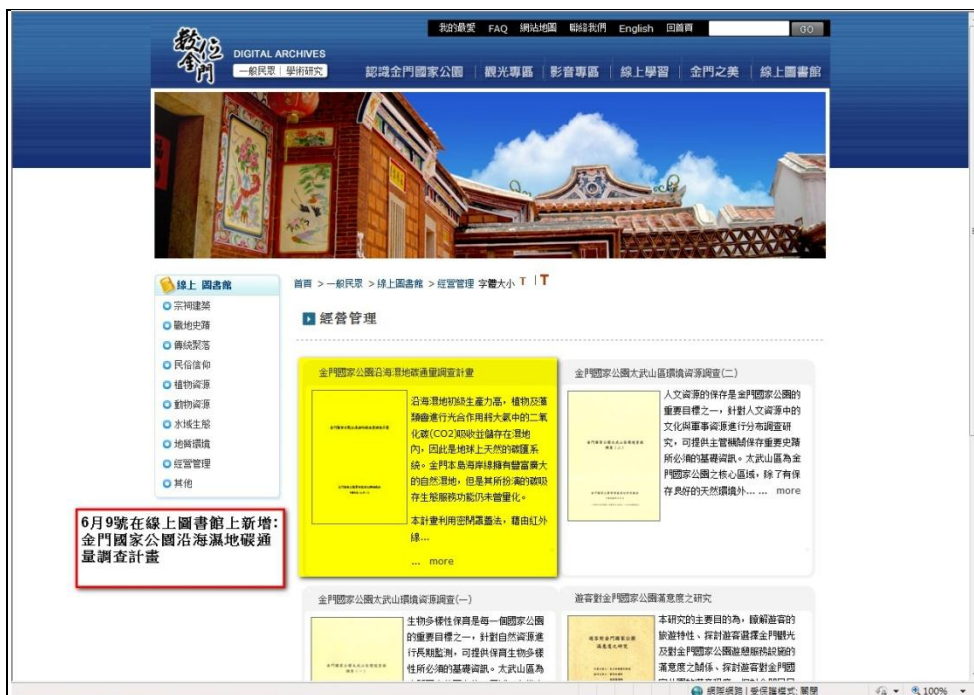 我的最愛 FAQ 網站地圖 聯絡我們 English 回首頁 GO
數位金門
DIGITAL ARCHIVES
一般民眾 | 學術研究
認識金門國家公園 | 觀光專區 | 影音專區 | 線上學習 | 金門之美 | 線上圖書館
線上 圖書館
宗祠建築
戰地史蹟
傳統聚落
民俗信仰
植物資源
動物資源
水域生態
地質環境
經營管理
其他
6月9號在線上圖書館上新增:
金門國家公園沿海濕地碳通
量調查計畫
首頁 > 一般民眾 > 線上圖書館 > 經營管理 字體大小 T | T
經營管理
金門國家公園沿海濕地碳通量調查計畫
沿海濕地初級生產力高，植物及藻
類會進行光合作用將大氣中的二氧
化碳(CO2)吸收並儲存在濕地
內，因此是地球上天然的碳匯系
統。金門本島海岸線擁有豐富廣大
的自然濕地，但是其所扮演的碳吸
存生態服務功能仍未曾量化。
本計畫利用密閉罩蓋法，藉由紅外
線...
... more
金門國家公園太武山區環境資源調查(二)
人文資源的保存是金門國家公園的
重要目標之一，針對人文資源中的
文化與軍事資源進行分布調查研
究，可提供主管機關保存重要史蹟
所必須的基礎資訊。太武山區為金
門國家公園之核心區域，除了有保
存良好的天然環境外... ... more
金門國家公園太武山環境資源調查(一)
生物多樣性保育是每一個國家公園
的重要目標之一，針對自然資源進
行長期監測，可提供保育生物多樣
性所必須的基礎資訊。太武山區為
遊客對金門國家公園滿意度之研究
本研究的主要目的為，瞭解遊客的
旅遊特性、探討遊客選擇金門觀光
及對金門國家公園遊憩服務設施的
滿意度之關係、探討遊客對金門國
網際網路 | 受保護模式: 關閉
100%